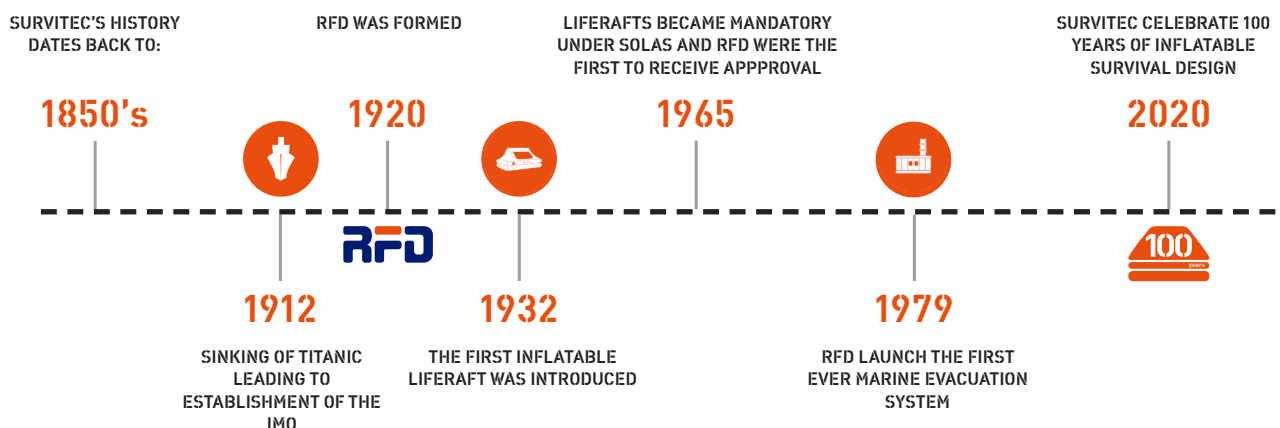 SURVITEC'S HISTORY
DATES BACK TO:
1850's
1912
SINKING OF TITANIC
LEADING TO
ESTABLISHMENT OF THE
IMO
RFD WAS FORMED
1920
RFD
1932
THE FIRST INFLATABLE
LIFERAFT WAS INTRODUCED
LIFERAFTS BECAME MANDATORY
UNDER SOLAS AND RFD WERE THE
FIRST TO RECEIVE APPPROVAL
1965
1979
RFD LAUNCH THE FIRST
EVER MARINE EVACUATION
SYSTEM
SURVITEC CELEBRATE 100
YEARS OF INFLATABLE
SURVIVAL DESIGN
2020
100
years